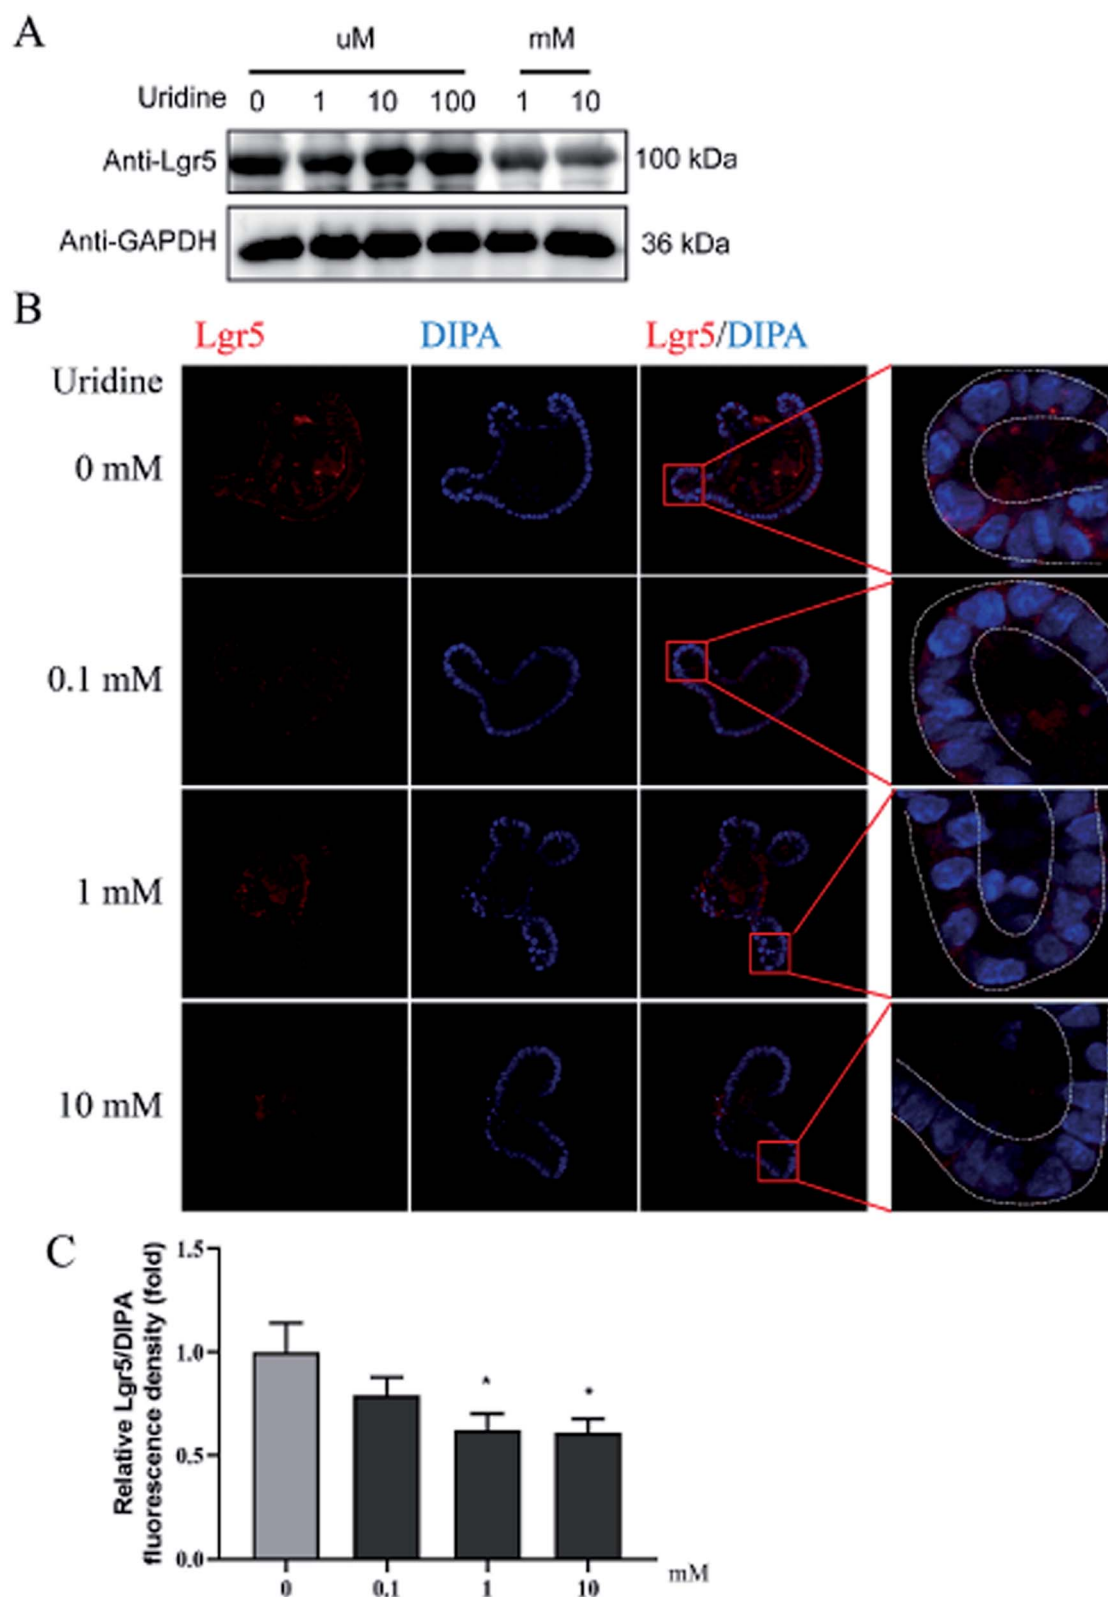 A
uM mM
Uridine 0 1 10 100 1 10
Anti-Lgr5 100 kDa
Anti-GAPDH 36 kDa
B
Lgr5 DIPA Lgr5/DIPA
Uridine
0 mM
0.1 mM
1 mM
10 mM
C
Relative Lgr5/DIPA
fluorescence density (fold)
1.5
1.0
* *
0.5
0.0
0 0.1 1 10 mM